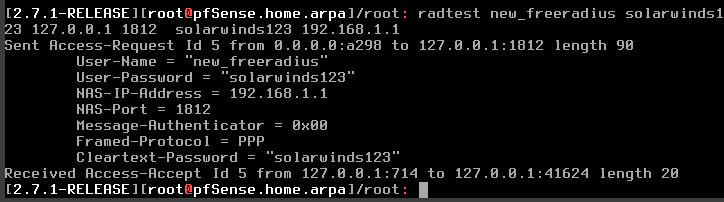 [2.7.1-RELEASE][root@pfSense.home.arpa]/root: radtest new_freeradius solarwinds1
23 127.0.0.1 1812  solarwinds123 192.168.1.1
Sent Access-Request Id 5 from 0.0.0.0:a298 to 127.0.0.1:1812 length 90
        User-Name = "new_freeradius"
        User-Password = "solarwinds123"
        NAS-IP-Address = 192.168.1.1
        NAS-Port = 1812
        Message-Authenticator = 0x00
        Framed-Protocol = PPP
        Cleartext-Password = "solarwinds123"
Received Access-Accept Id 5 from 127.0.0.1:714 to 127.0.0.1:41624 length 20
[2.7.1-RELEASE][root@pfSense.home.arpa]/root: